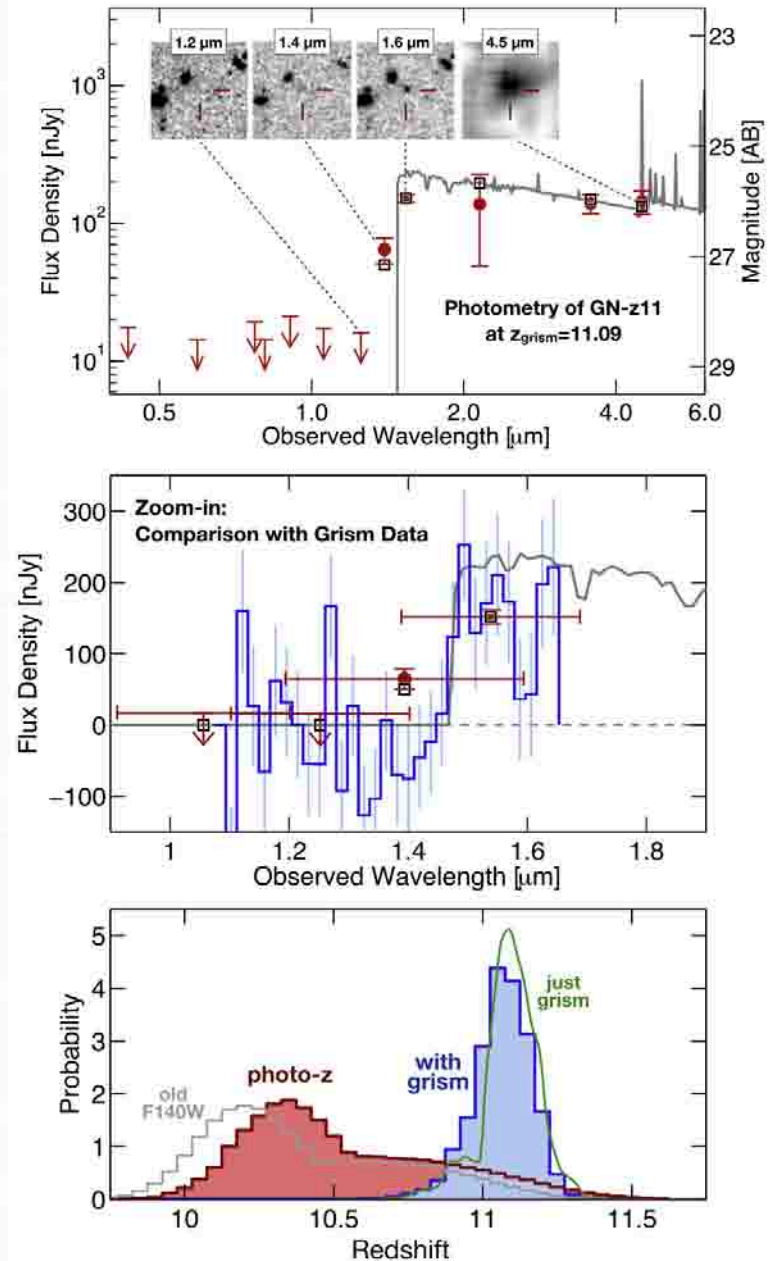 1.2 µm
1.4 µm
1.6 µm
4.5 µm
10³
10²
10¹
Flux Density [nJy]
23
25
27
29
Magnitude [AB]
Photometry of GN-z11
at zgrism=11.09
0.5
1.0
2.0
4.0
6.0
Observed Wavelength [µm]
Zoom-in:
Comparison with Grism Data
300
200
100
0
−100
Flux Density [nJy]
1
1.2
1.4
1.6
1.8
Observed Wavelength [µm]
5
4
3
2
1
0
Probability
old
F140W
photo-z
with
grism
just
grism
10
10.5
11
11.5
Redshift